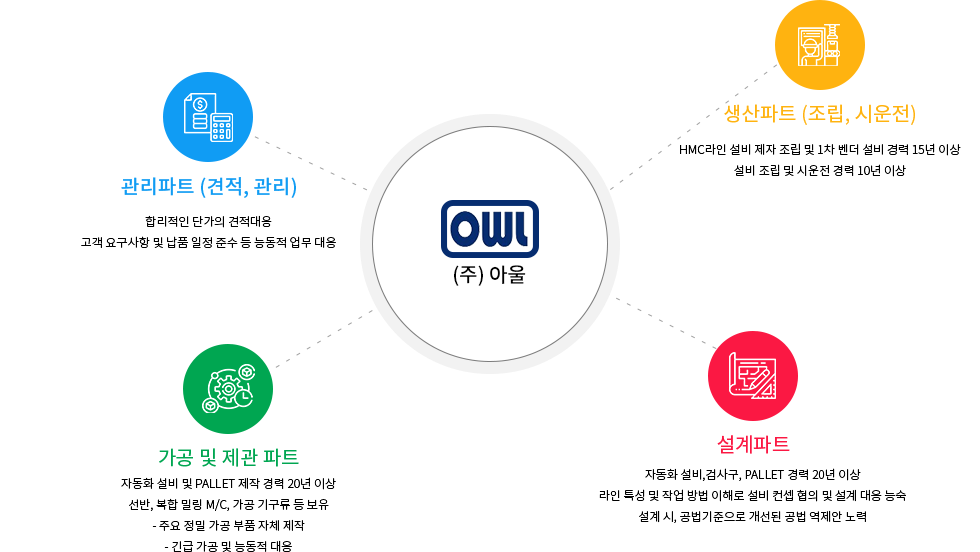 생산파트 (조립, 시운전)
HMC라인 설비 제자 조립 및 1차 벤더 설비 경력 15년 이상
설비 조립 및 시운전 경력 10년 이상
관리파트 (견적, 관리)
합리적인 단가의 견적대응
고객 요구사항 및 납품 일정 준수 등 능동적 업무 대응
OWL
(주) 아울
가공 및 제관 파트
자동화 설비 및 PALLET 제작 경력 20년 이상
선반, 복합 밀링 M/C, 가공 기구류 등 보유
- 주요 정밀 가공 부품 자체 제작
- 긴급 가공 및 능동적 대응
설계파트
자동화 설비,검사구, PALLET 경력 20년 이상
라인 특성 및 작업 방법 이해로 설비 컨셉 협의 및 설계 대응 능숙
설계 시, 공법기준으로 개선된 공법 역제안 노력